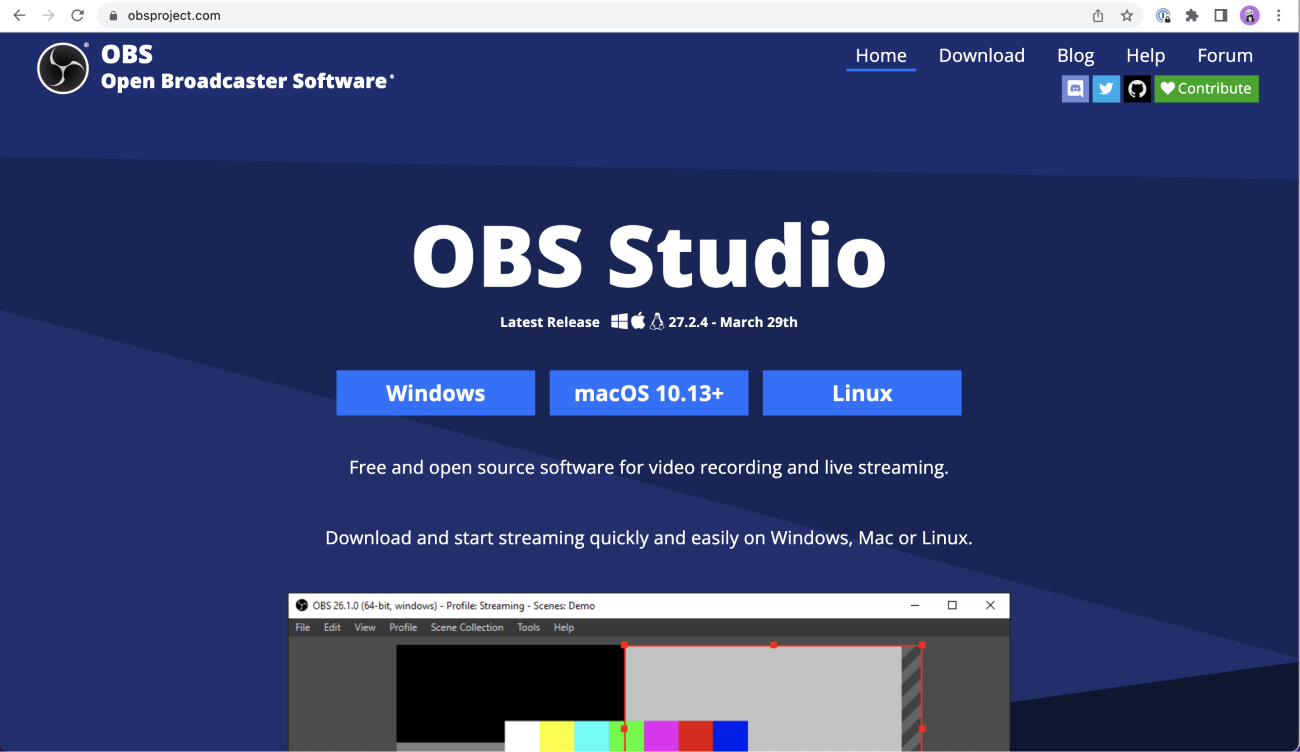 obsproject.com
OBS
Open Broadcaster Software®
Home Download Blog Help Forum
Contribute
OBS Studio
Latest Release 27.2.4 - March 29th
Windows macOS 10.13+ Linux
Free and open source software for video recording and live streaming.
Download and start streaming quickly and easily on Windows, Mac or Linux.
OBS 26.1.0 (64-bit, windows) - Profile: Streaming - Scenes: Demo
File Edit View Profile Scene Collection Tools Help